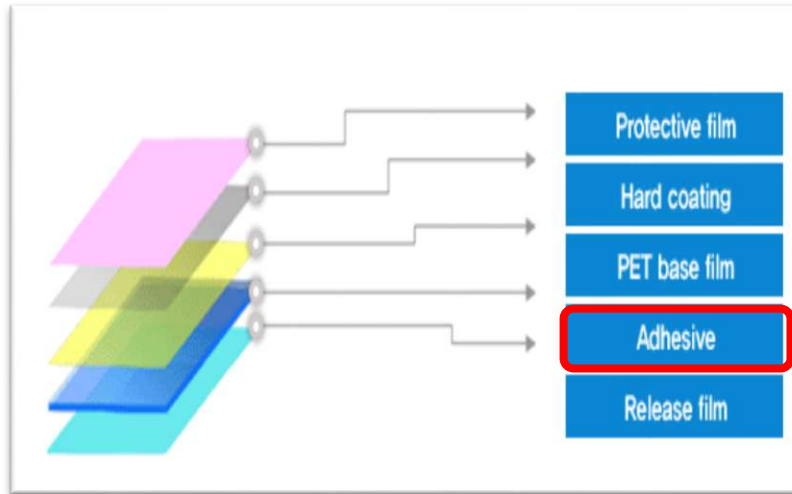 Protective film
Hard coating
PET base film
Adhesive
Release film